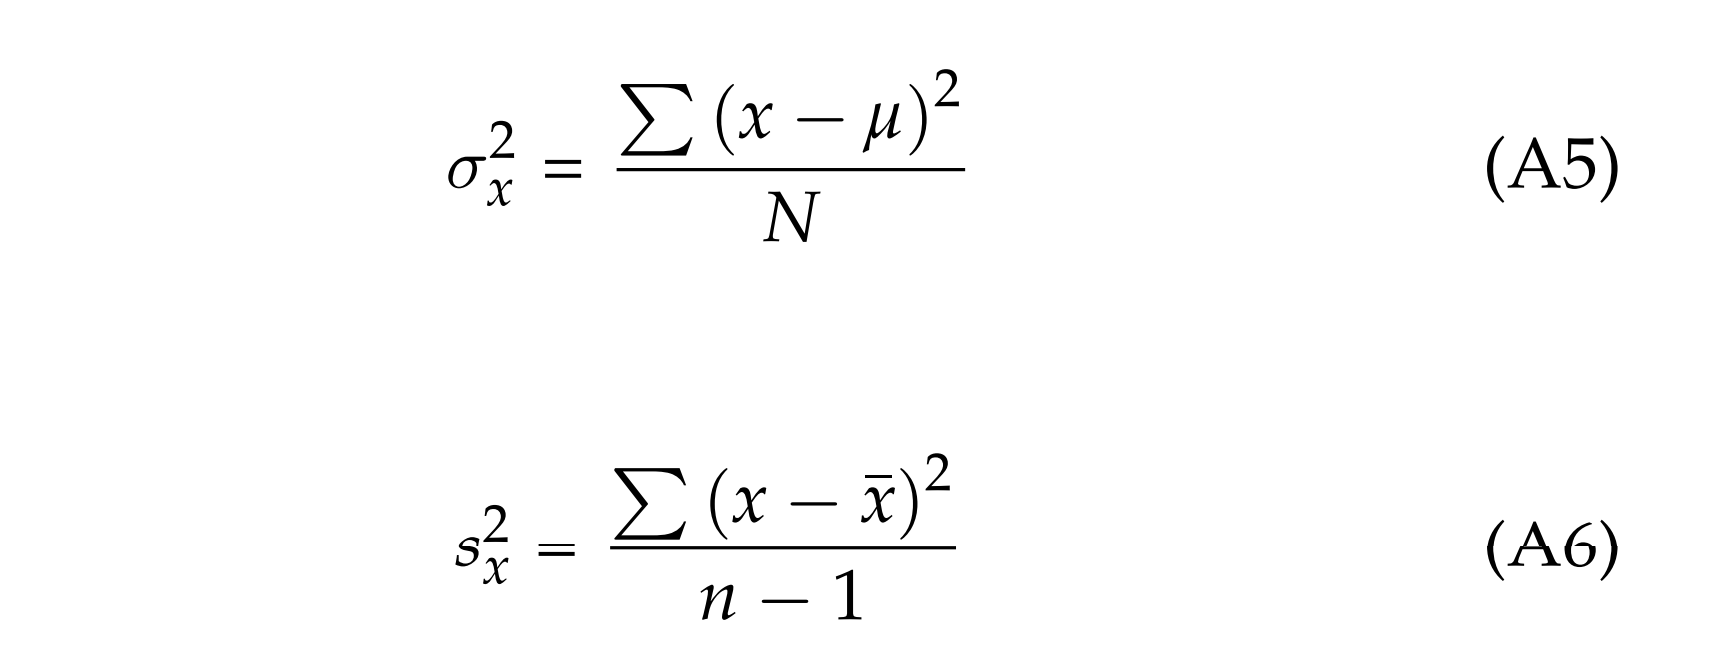 σ_x^2 = ∑ (x − μ)^2 / N (A5)
s_x^2 = ∑ (x − x̄)^2 / n − 1 (A6)